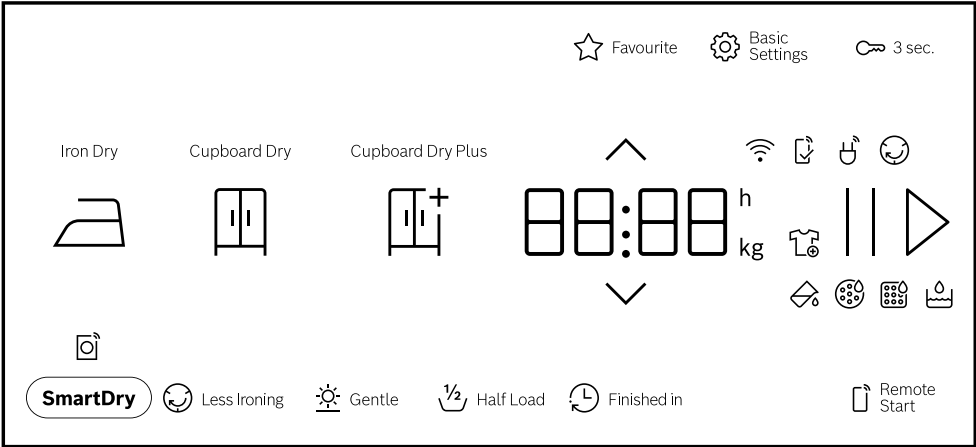 Favourite
Basic
Settings
3 sec.
Iron Dry
Cupboard Dry
Cupboard Dry Plus
88:88
h
kg
SmartDry
Less Ironing
Gentle
1/2
Half Load
Finished in
Remote
Start